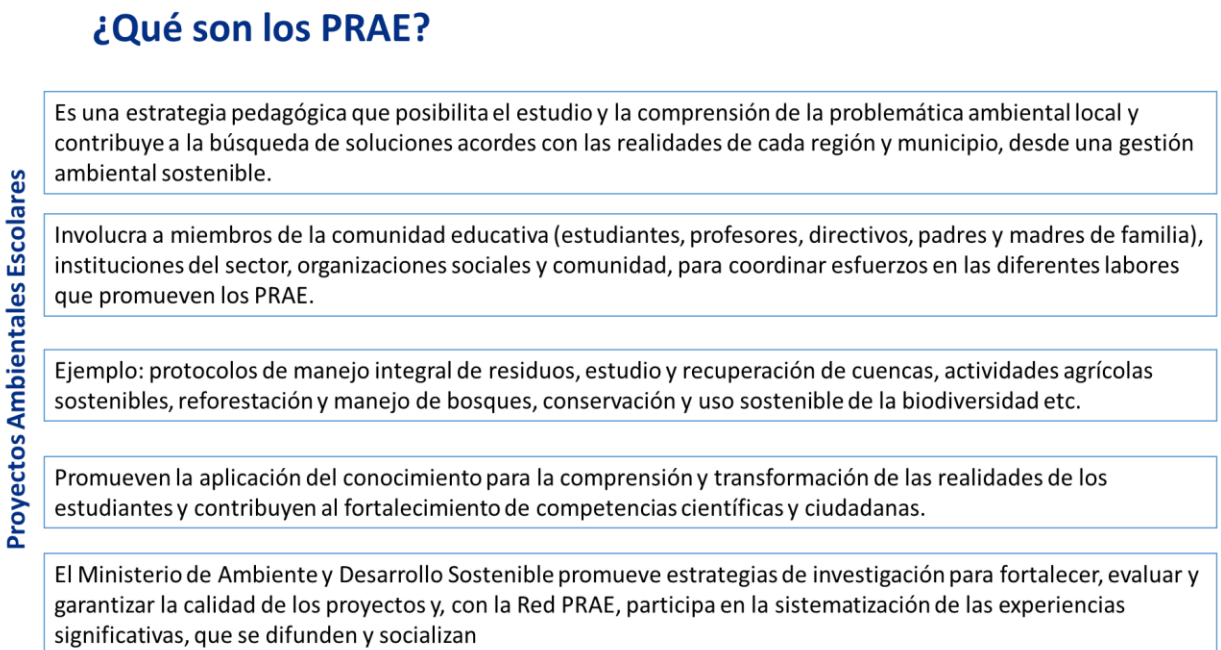 ¿Qué son los PRAE?
Proyectos Ambientales Escolares
Es una estrategia pedagógica que posibilita el estudio y la comprensión de la problemática ambiental local y
contribuye a la búsqueda de soluciones acordes con las realidades de cada región y municipio, desde una gestión
ambiental sostenible.
Involucra a miembros de la comunidad educativa (estudiantes, profesores, directivos, padres y madres de familia),
instituciones del sector, organizaciones sociales y comunidad, para coordinar esfuerzos en las diferentes labores
que promueven los PRAE.
Ejemplo: protocolos de manejo integral de residuos, estudio y recuperación de cuencas, actividades agrícolas
sostenibles, reforestación y manejo de bosques, conservación y uso sostenible de la biodiversidad etc.
Promueven la aplicación del conocimiento para la comprensión y transformación de las realidades de los
estudiantes y contribuyen al fortalecimiento de competencias científicas y ciudadanas.
El Ministerio de Ambiente y Desarrollo Sostenible promueve estrategias de investigación para fortalecer, evaluar y
garantizar la calidad de los proyectos y, con la Red PRAE, participa en la sistematización de las experiencias
significativas, que se difunden y socializan